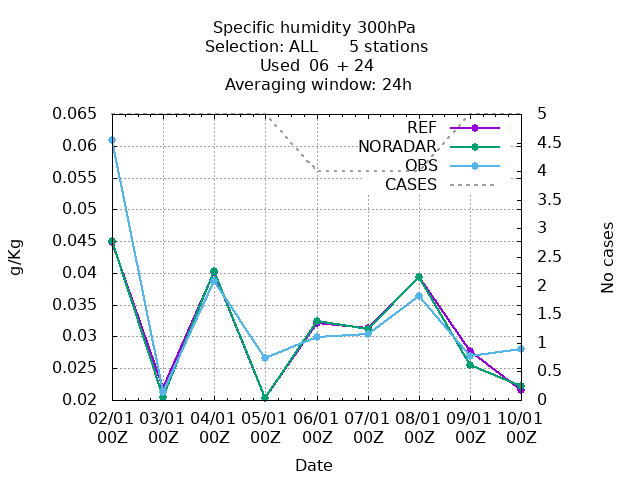 Specific humidity 300hPa
Selection: ALL 5 stations
Used 06 + 24
Averaging window: 24h
0.065
0.06
0.055
0.05
0.045
0.04
0.035
0.03
0.025
0.02
g/Kg
REF
NORADAR
OBS
CASES
5
4.5
4
3.5
3
2.5
2
1.5
1
0.5
0
No cases
02/01 03/01 04/01 05/01 06/01 07/01 08/01 09/01 10/01
00Z 00Z 00Z 00Z 00Z 00Z 00Z 00Z 00Z
Date